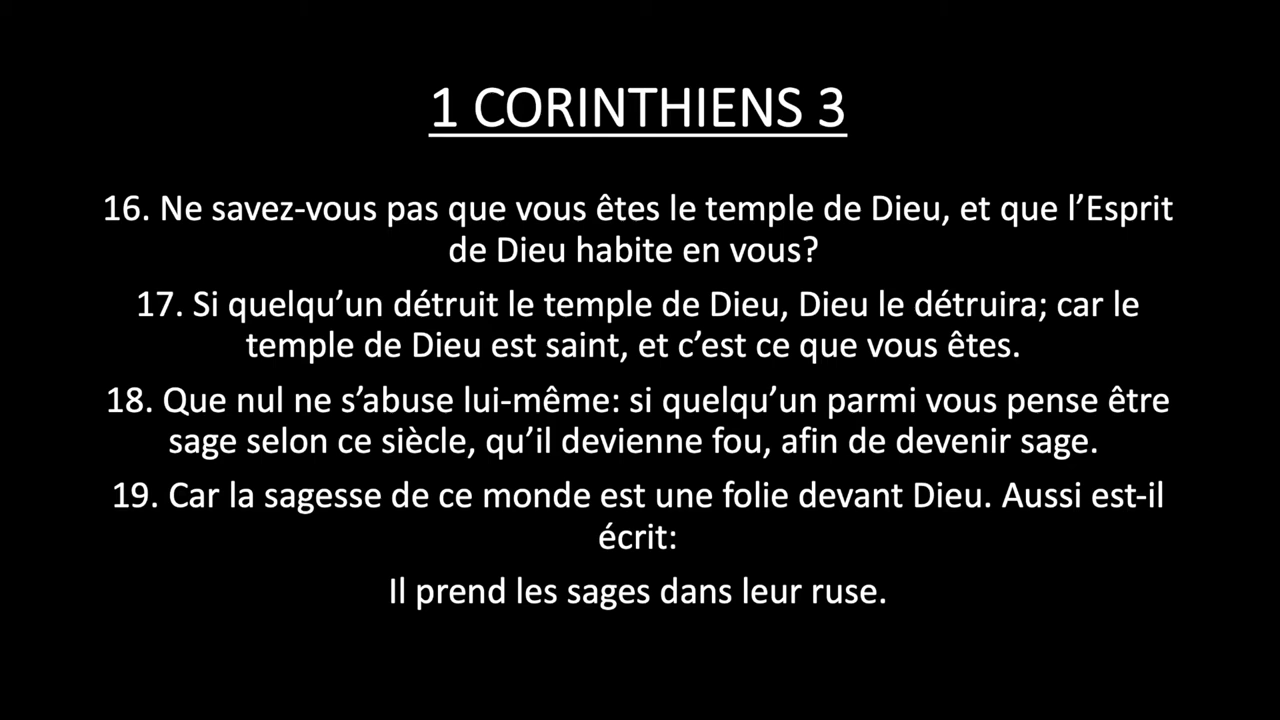 1 CORINTHIENS 3
16. Ne savez-vous pas que vous êtes le temple de Dieu, et que l’Esprit
de Dieu habite en vous?
17. Si quelqu’un détruit le temple de Dieu, Dieu le détruira; car le
temple de Dieu est saint, et c’est ce que vous êtes.
18. Que nul ne s’abuse lui-même: si quelqu’un parmi vous pense être
sage selon ce siècle, qu’il devienne fou, afin de devenir sage.
19. Car la sagesse de ce monde est une folie devant Dieu. Aussi est-il
écrit:
Il prend les sages dans leur ruse.